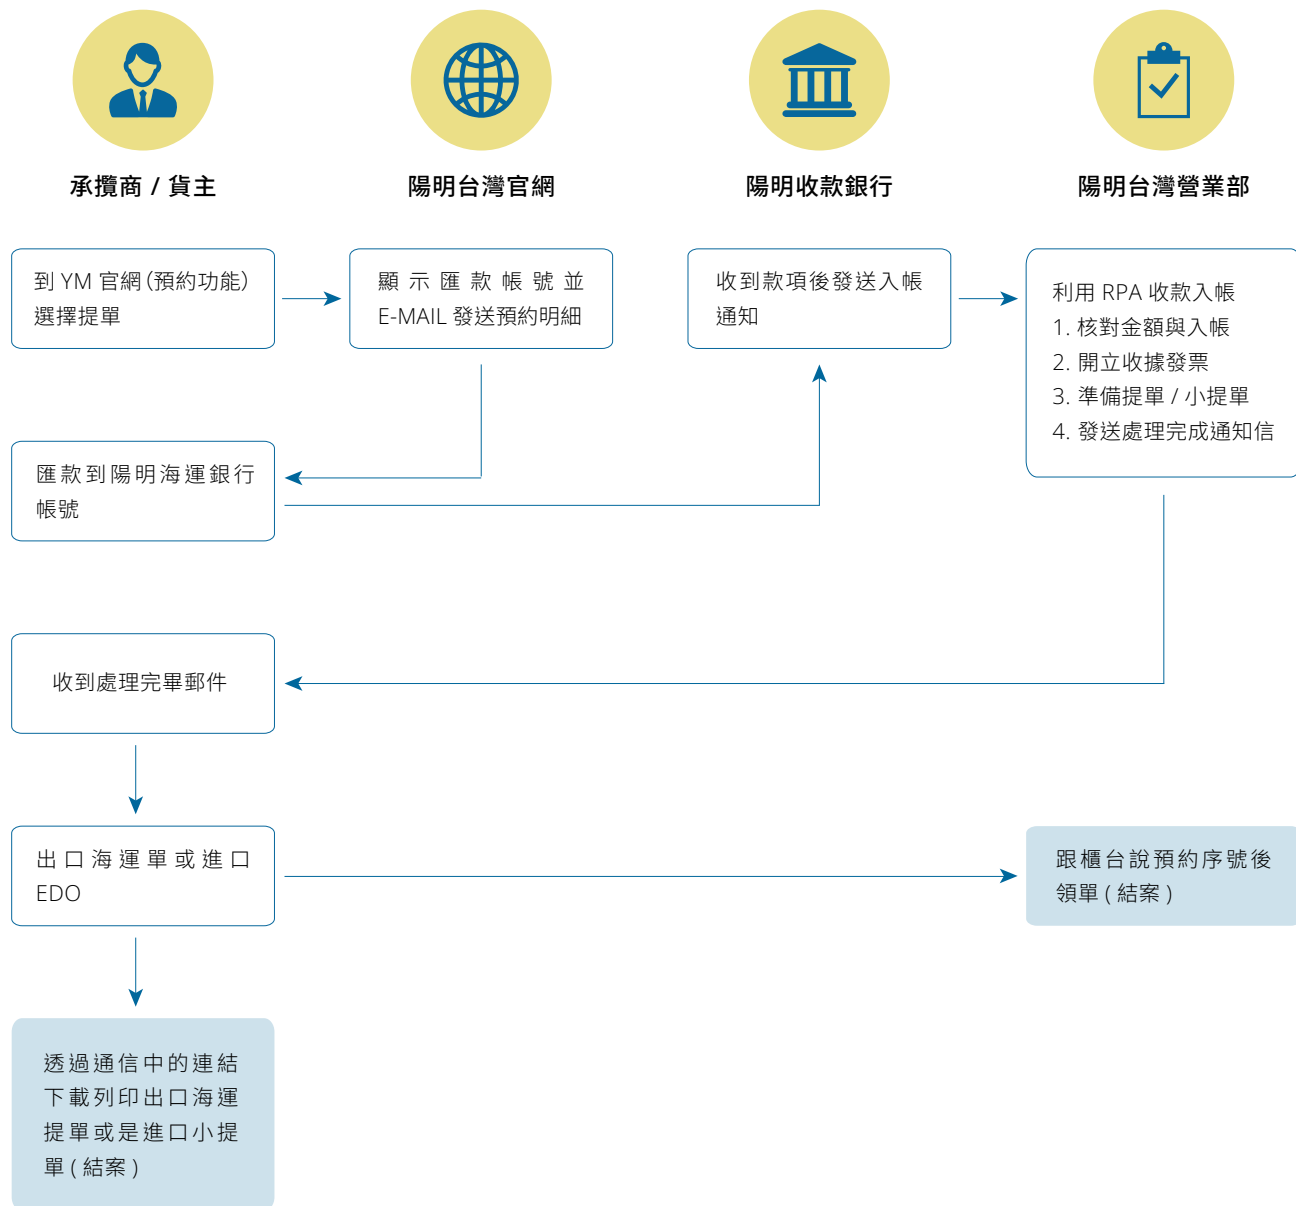 承攬商 / 貨主
陽明台灣官網
陽明收款銀行
陽明台灣營業部
到 YM 官網(預約功能)
選擇提單
顯示匯款帳號並
E-MAIL 發送預約明細
收到款項後發送入帳
通知
利用 RPA 收款入帳
1. 核對金額與入帳
2. 開立收據發票
3. 準備提單 / 小提單
4. 發送處理完成通知信
匯款到陽明海運銀行
帳號
收到處理完畢郵件
出口海運單或進口
EDO
跟櫃台說預約序號後
領單 ( 結案 )
透過通信中的連結
下載列印出口海運
提單或是進口小提
單 ( 結案 )